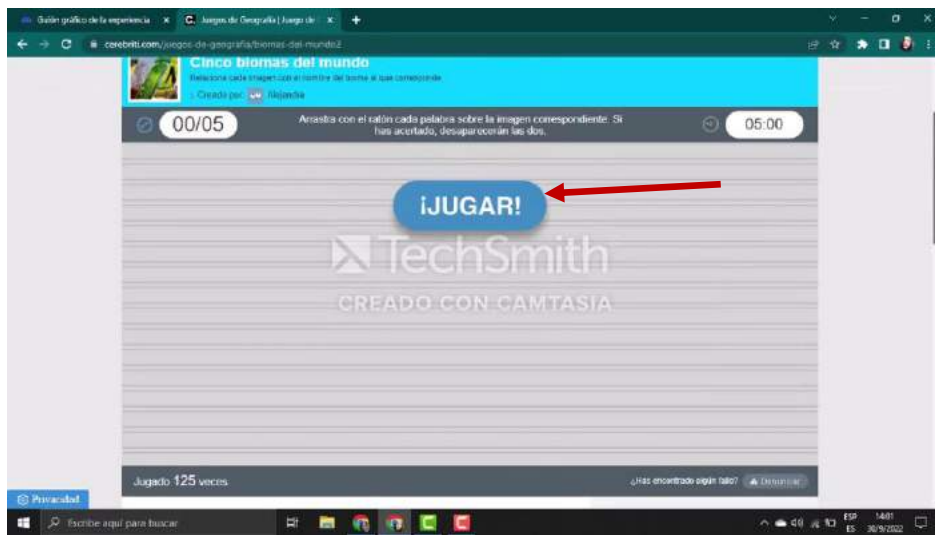 Guión gráfico de la experiencia
Juegos de Geografía | Juego de
cerebriti.com/juegos-de-geografia/biomas-del-mundo2
Cinco biomas del mundo
Relaciona cada imagen con el nombre del bioma al que corresponde
Creada por: Alejandra
00/05
Arrastra con el ratón cada palabra sobre la imagen correspondiente. Si
has acertado, desaparecerán las dos.
05:00
¡JUGAR!
TechSmith
CREADO CON CAMTASIA
Jugado 125 veces
¿Has encontrado algún fallo?
Denunciar
Privacidad
Escribe aquí para buscar
ESP
ES
14:01
30/9/2022